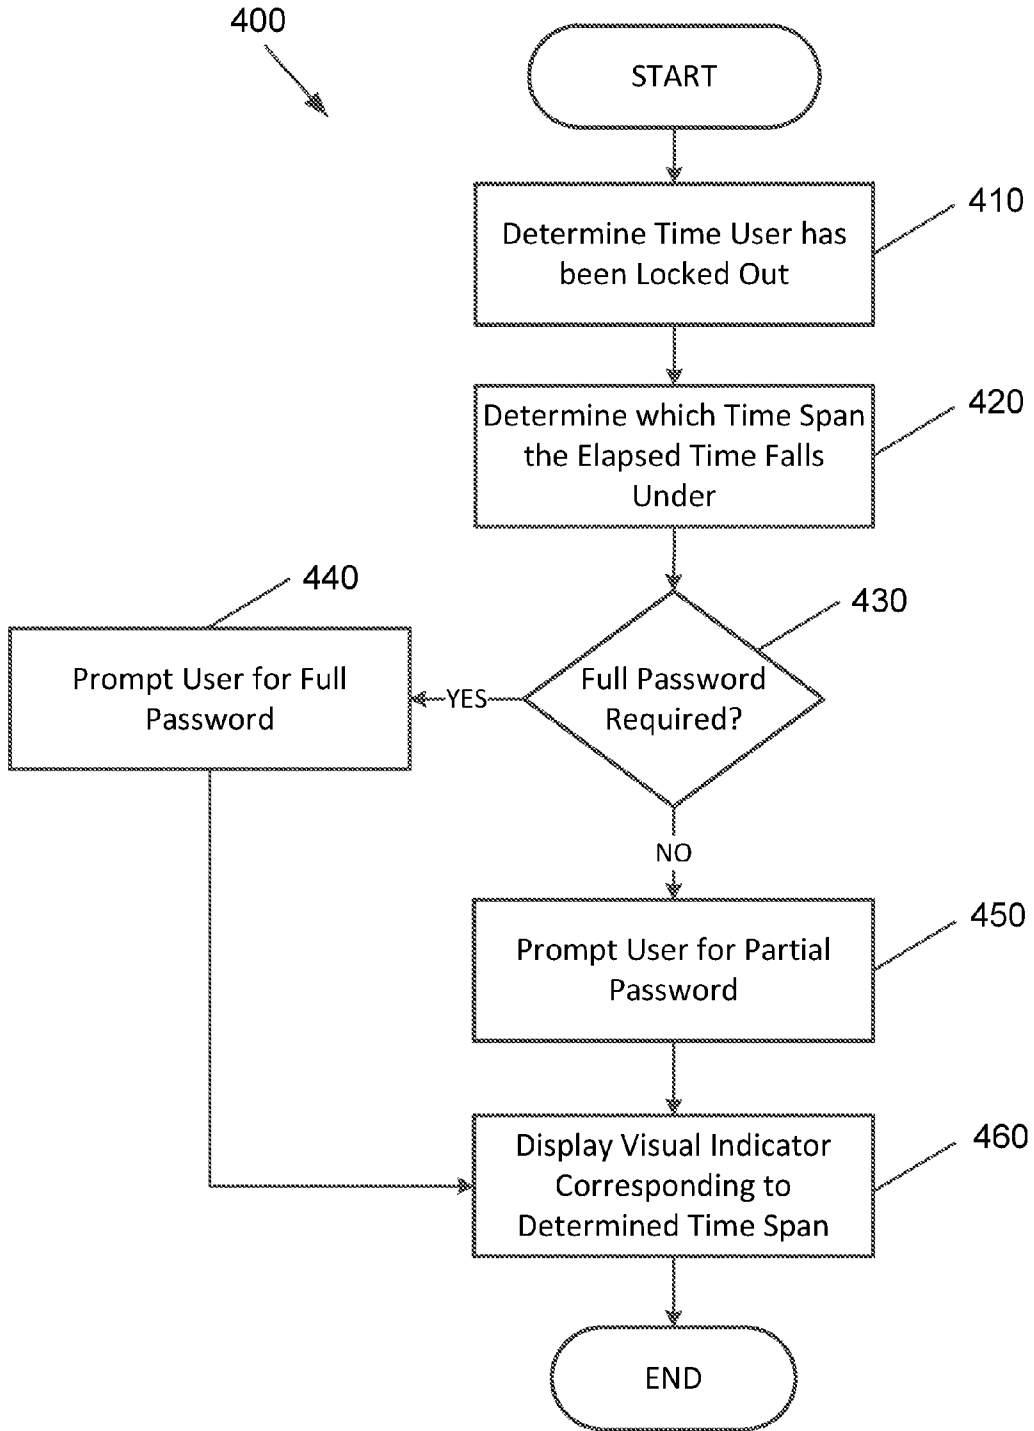 400
START
410
Determine Time User has
been Locked Out
420
Determine which Time Span
the Elapsed Time Falls
Under
430
Full Password
Required?
440
Prompt User for Full
Password
YES
NO
450
Prompt User for Partial
Password
460
Display Visual Indicator
Corresponding to
Determined Time Span
END